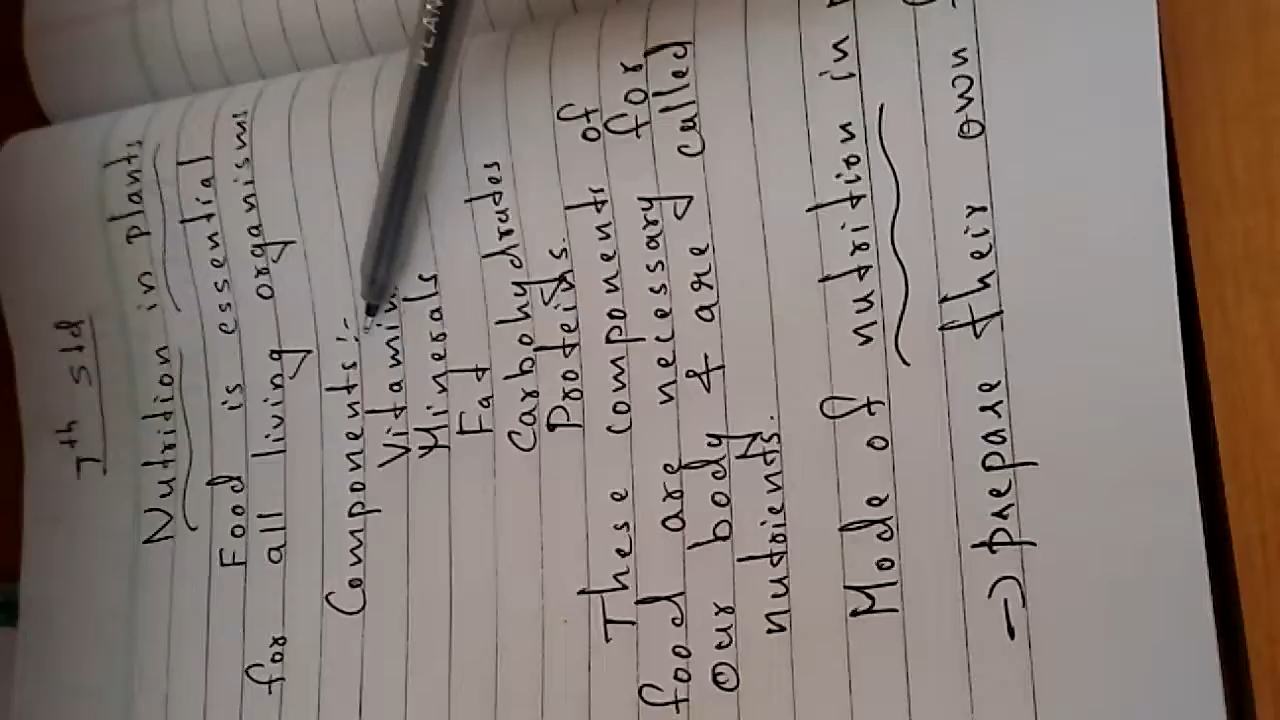 7th std
Nutrition in plants
Food is essential
for all living organisms
Components:-
Vitamin
Minerals
Fat
Carbohydrates
Proteins.
These components of
food are necessary for
our body & are called
nutrients.
Mode of nutrition in
→ prepare their own